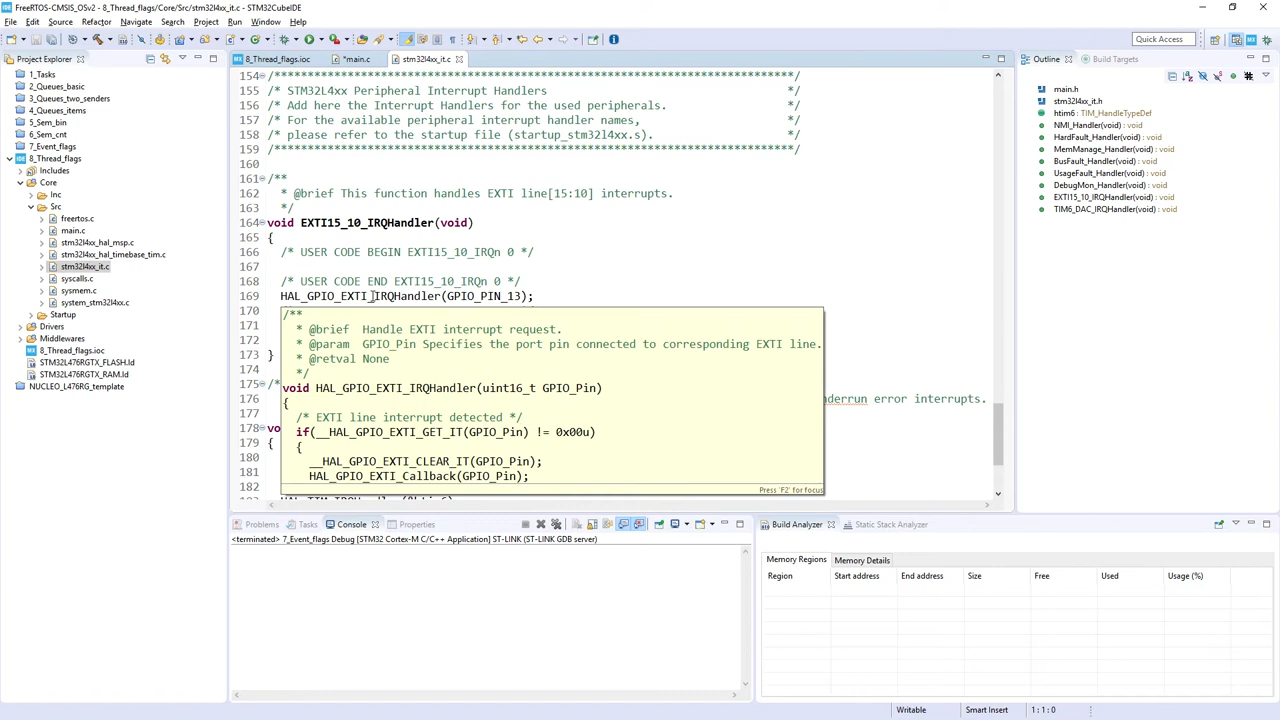 FreeRTOS-CMSIS_OSv2 - 8_Thread_flags/Core/Src/stm32l4xx_it.c - STM32CubeIDE
File Edit Source Refactor Navigate Search Project Run Window Help
Quick Access
Project Explorer
1_Tasks
2_Queues_basic
3_Queues_two_senders
4_Queues_items
5_Sem_bin
6_Sem_cnt
7_Event_flags
8_Thread_flags
Includes
Core
Inc
Src
freertos.c
main.c
stm32l4xx_hal_msp.c
stm32l4xx_hal_timebase_tim.c
stm32l4xx_it.c
syscalls.c
sysmem.c
system_stm32l4xx.c
Startup
Drivers
Middlewares
8_Thread_flags.ioc
STM32L476RGTX_FLASH.ld
STM32L476RGTX_RAM.ld
NUCLEO_L476RG_template
8_Thread_flags.ioc *main.c stm32l4xx_it.c
154 /******************************************************************************/
155 /* STM32L4xx Peripheral Interrupt Handlers */
156 /* Add here the Interrupt Handlers for the used peripherals. */
157 /* For the available peripheral interrupt handler names, */
158 /* please refer to the startup file (startup_stm32l4xx.s). */
159 /******************************************************************************/
160
161 /**
162 * @brief This function handles EXTI line[15:10] interrupts.
163 */
164 void EXTI15_10_IRQHandler(void)
165 {
166 /* USER CODE BEGIN EXTI15_10_IRQn 0 */
167
168 /* USER CODE END EXTI15_10_IRQn 0 */
169 HAL_GPIO_EXTI_IRQHandler(GPIO_PIN_13);
170
171
172
173 }
174
175 /*
176 nderrun error interrupts.
178 vo
179 {
180
181
182
/**
* @brief Handle EXTI interrupt request.
* @param GPIO_Pin Specifies the port pin connected to corresponding EXTI line.
* @retval None
*/
void HAL_GPIO_EXTI_IRQHandler(uint16_t GPIO_Pin)
{
/* EXTI line interrupt detected */
if(__HAL_GPIO_EXTI_GET_IT(GPIO_Pin) != 0x00u)
{
__HAL_GPIO_EXTI_CLEAR_IT(GPIO_Pin);
HAL_GPIO_EXTI_Callback(GPIO_Pin);
Press 'F2' for focus
Outline Build Targets
main.h
stm32l4xx_it.h
htim6 : TIM_HandleTypeDef
NMI_Handler(void) : void
HardFault_Handler(void) : void
MemManage_Handler(void) : void
BusFault_Handler(void) : void
UsageFault_Handler(void) : void
DebugMon_Handler(void) : void
EXTI15_10_IRQHandler(void) : void
TIM6_DAC_IRQHandler(void) : void
Problems Tasks Console Properties
<terminated> 7_Event_flags Debug [STM32 Cortex-M C/C++ Application] ST-LINK (ST-LINK GDB server)
Build Analyzer Static Stack Analyzer
Memory Regions Memory Details
Region Start address End address Size Free Used Usage (%)
Writable Smart Insert 1 : 1 : 0